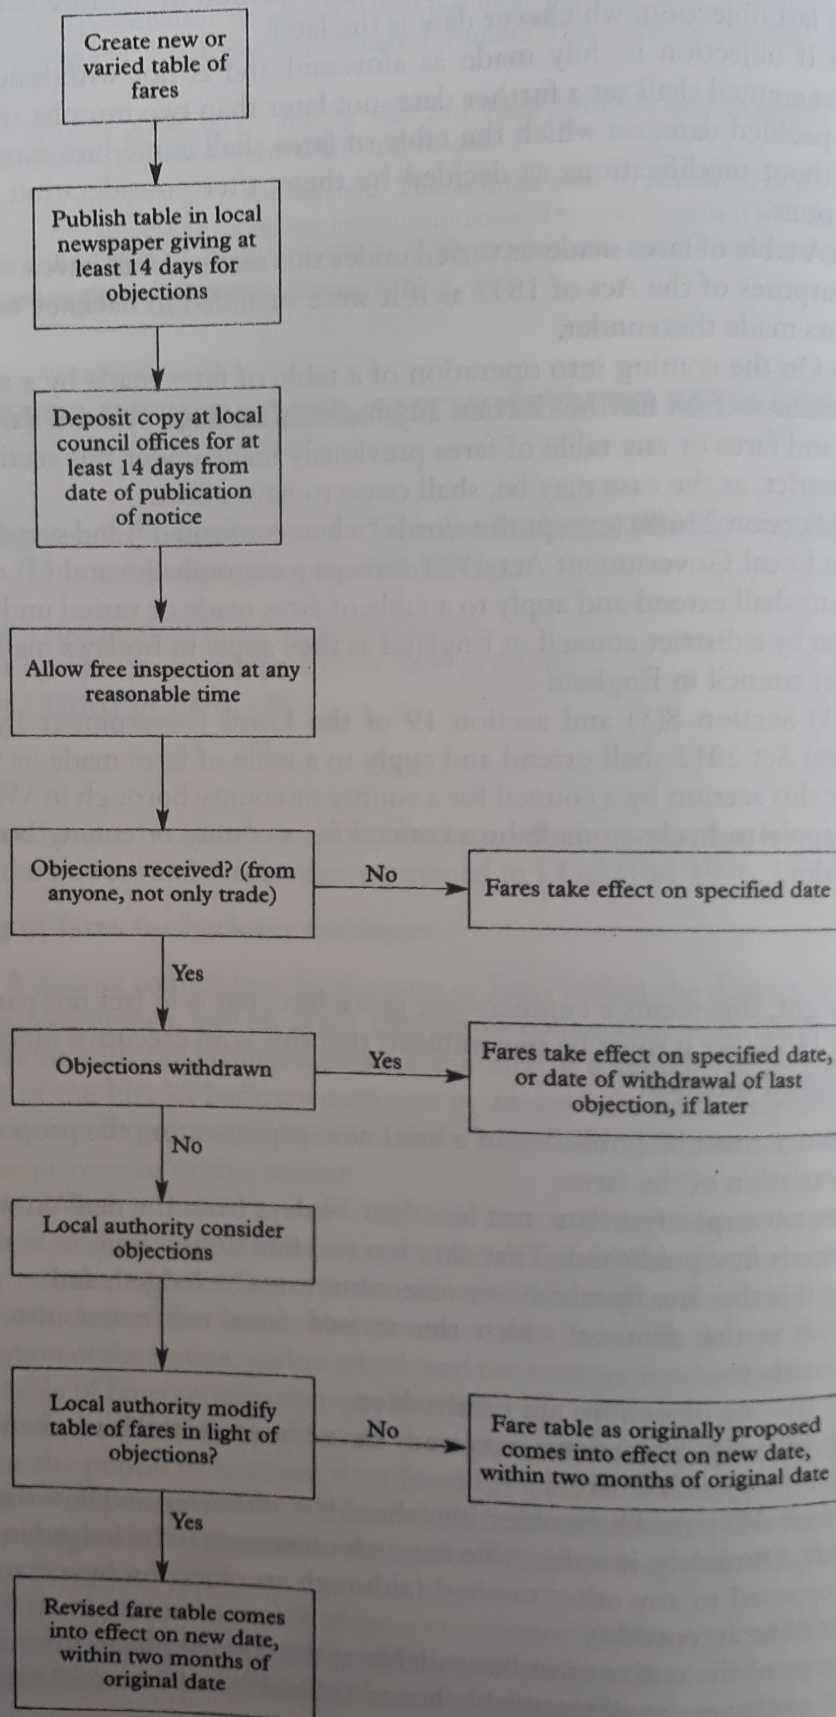 Create new or
varied table of
fares
Publish table in local
newspaper giving at
least 14 days for
objections
Deposit copy at local
council offices for at
least 14 days from
date of publication
of notice
Allow free inspection at any
reasonable time
Objections received? (from
anyone, not only trade)
No
Fares take effect on specified date
Yes
Objections withdrawn
Yes
Fares take effect on specified date,
or date of withdrawal of last
objection, if later
No
Local authority consider
objections
Local authority modify
table of fares in light of
objections?
No
Fare table as originally proposed
comes into effect on new date,
within two months of original date
Yes
Revised fare table comes
into effect on new date,
within two months of
original date